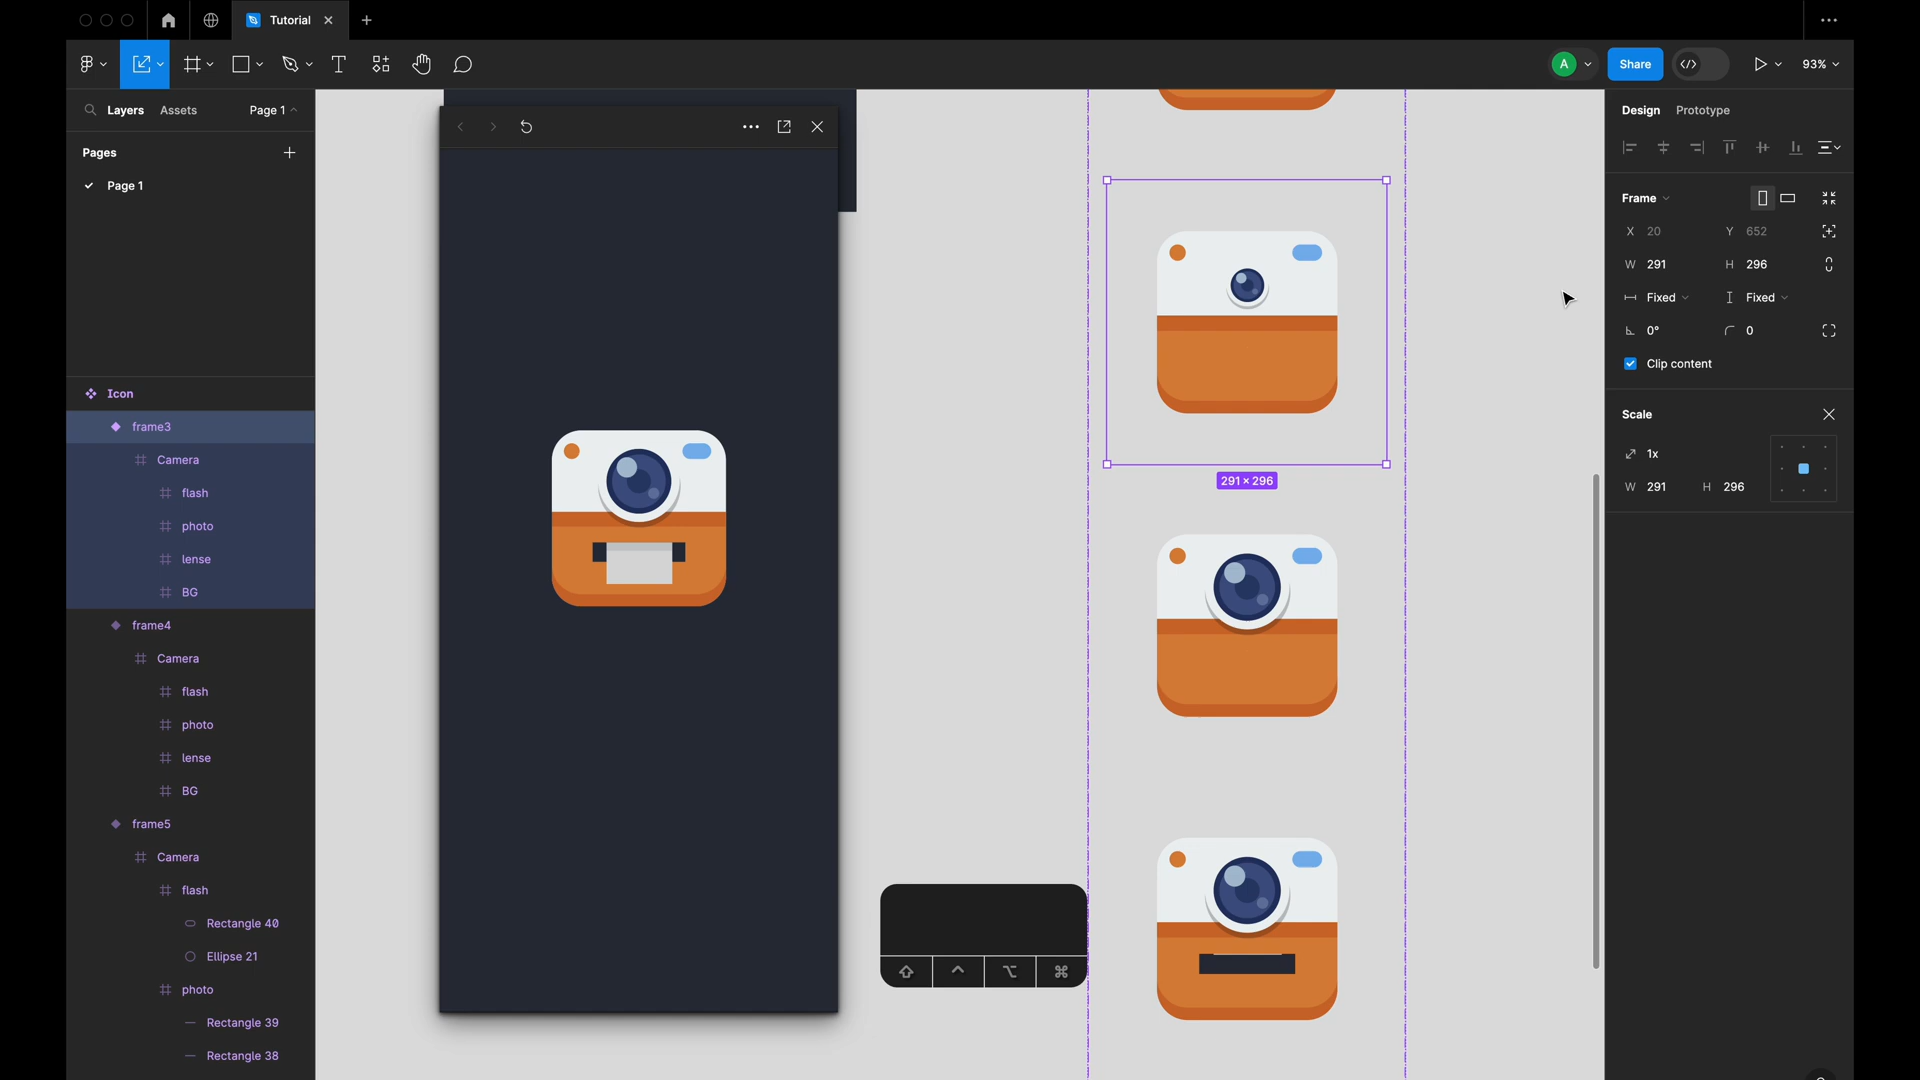 Tutorial
A
Share
93%
Layers
Assets
Page 1
Pages
Page 1
Icon
frame3
Camera
flash
photo
lense
BG
frame4
Camera
flash
photo
lense
BG
frame5
Camera
flash
Rectangle 40
Ellipse 21
photo
Rectangle 39
Rectangle 38
291 × 296
Design
Prototype
Frame
X 20
Y 652
W 291
H 296
Fixed
Fixed
0°
0
Clip content
Scale
1x
W 291
H 296